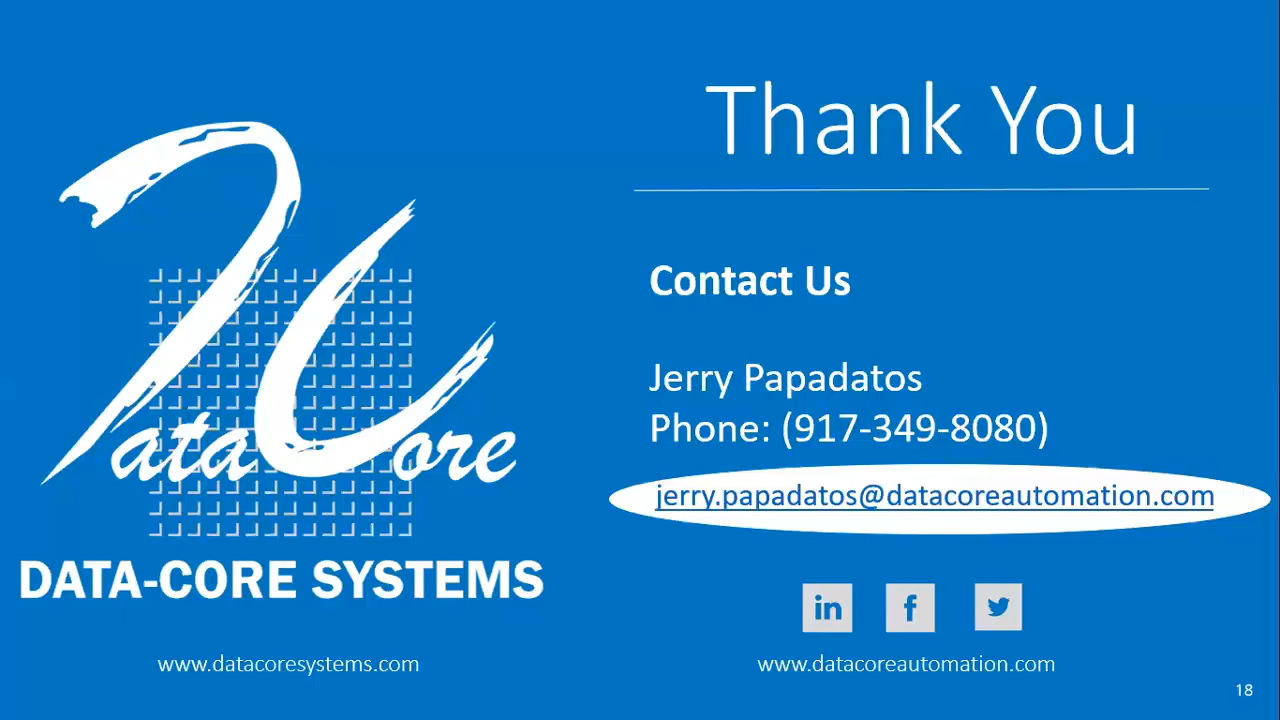 Thank You
Contact Us
Jerry Papadatos
Phone: (917-349-8080)
jerry.papadatos@datacoreautomation.com
in f
www.datacoreautomation.com
DataCore
DATA-CORE SYSTEMS
www.datacoresystems.com
18